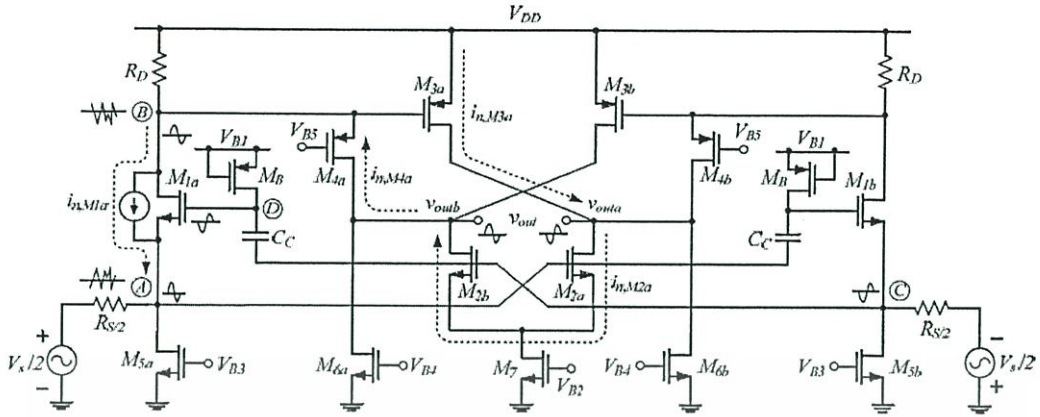 V_DD
R_D
M_3a
M_3b
R_D
i_n,M3a
B
V_B1
V_B5
V_B5
V_B1
M_B
M_4a
i_n,M4a
M_4b
M_B
M_1a
M_1b
i_n,M1a
v_outb
v_out
v_outa
D
C_C
C_C
M_2b
M_2a
i_n,M2a
A
C
R_S/2
R_S/2
+
V_s/2
−
M_5a
V_B3
M_6a
V_B4
M_7
V_B2
V_B4
M_6b
V_B3
M_5b
−
V_s/2
+